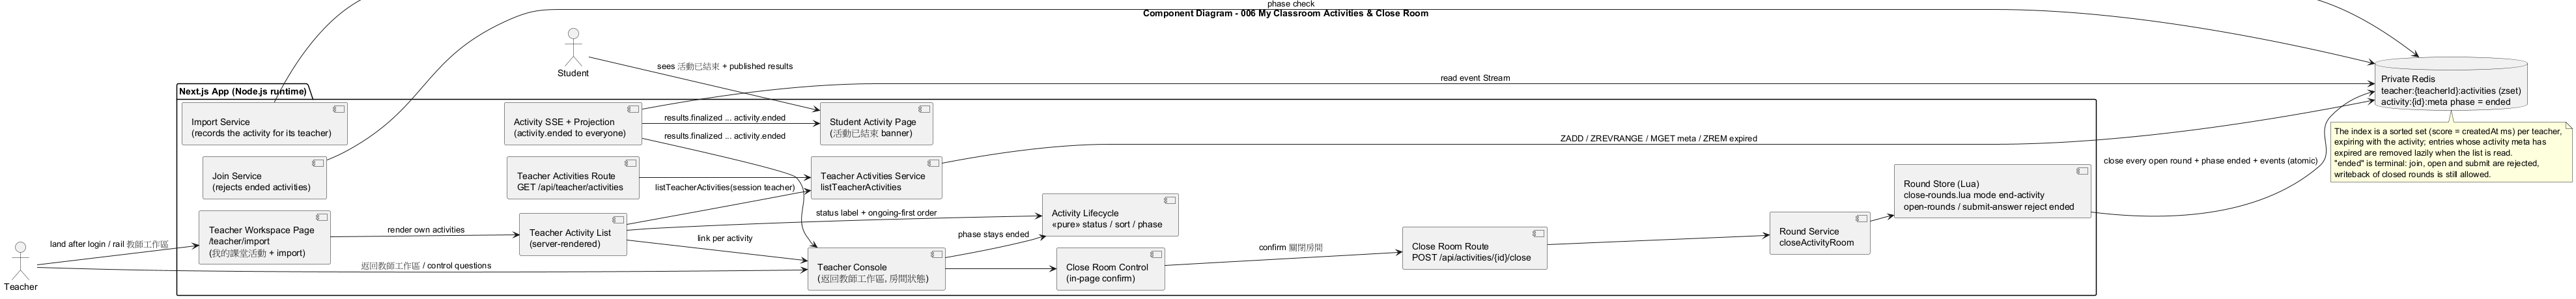 phase check
Component Diagram - 006 My Classroom Activities & Close Room
Student
sees 活動已結束 + published results
read event Stream
Private Redis
teacher:{teacherId}:activities (zset)
activity:{id}:meta phase = ended
Next.js App (Node.js runtime)
Import Service
(records the activity for its teacher)
Activity SSE + Projection
(activity.ended to everyone)
results.finalized ... activity.ended
results.finalized ... activity.ended
Student Activity Page
(活動已結束 banner)
ZADD / ZREVRANGE / MGET meta / ZREM expired
The index is a sorted set (score = createdAt ms) per teacher,
expiring with the activity; entries whose activity meta has
expired are removed lazily when the list is read.
"ended" is terminal: join, open and submit are rejected,
writeback of closed rounds is still allowed.
Join Service
(rejects ended activities)
Teacher Activities Route
GET /api/teacher/activities
listTeacherActivities(session teacher)
Teacher Activities Service
listTeacherActivities
close every open round + phase ended + events (atomic)
Round Store (Lua)
close-rounds.lua mode end-activity
open-rounds / submit-answer reject ended
Teacher Workspace Page
/teacher/import
(我的課堂活動 + import)
render own activities
Teacher Activity List
(server-rendered)
status label + ongoing-first order
Activity Lifecycle
«pure» status / sort / phase
Round Service
closeActivityRoom
land after login / rail 教師工作區
link per activity
phase stays ended
confirm 關閉房間
Close Room Route
POST /api/activities/{id}/close
返回教師工作區 / control questions
Teacher Console
(返回教師工作區, 房間狀態)
Close Room Control
(in-page confirm)
Teacher